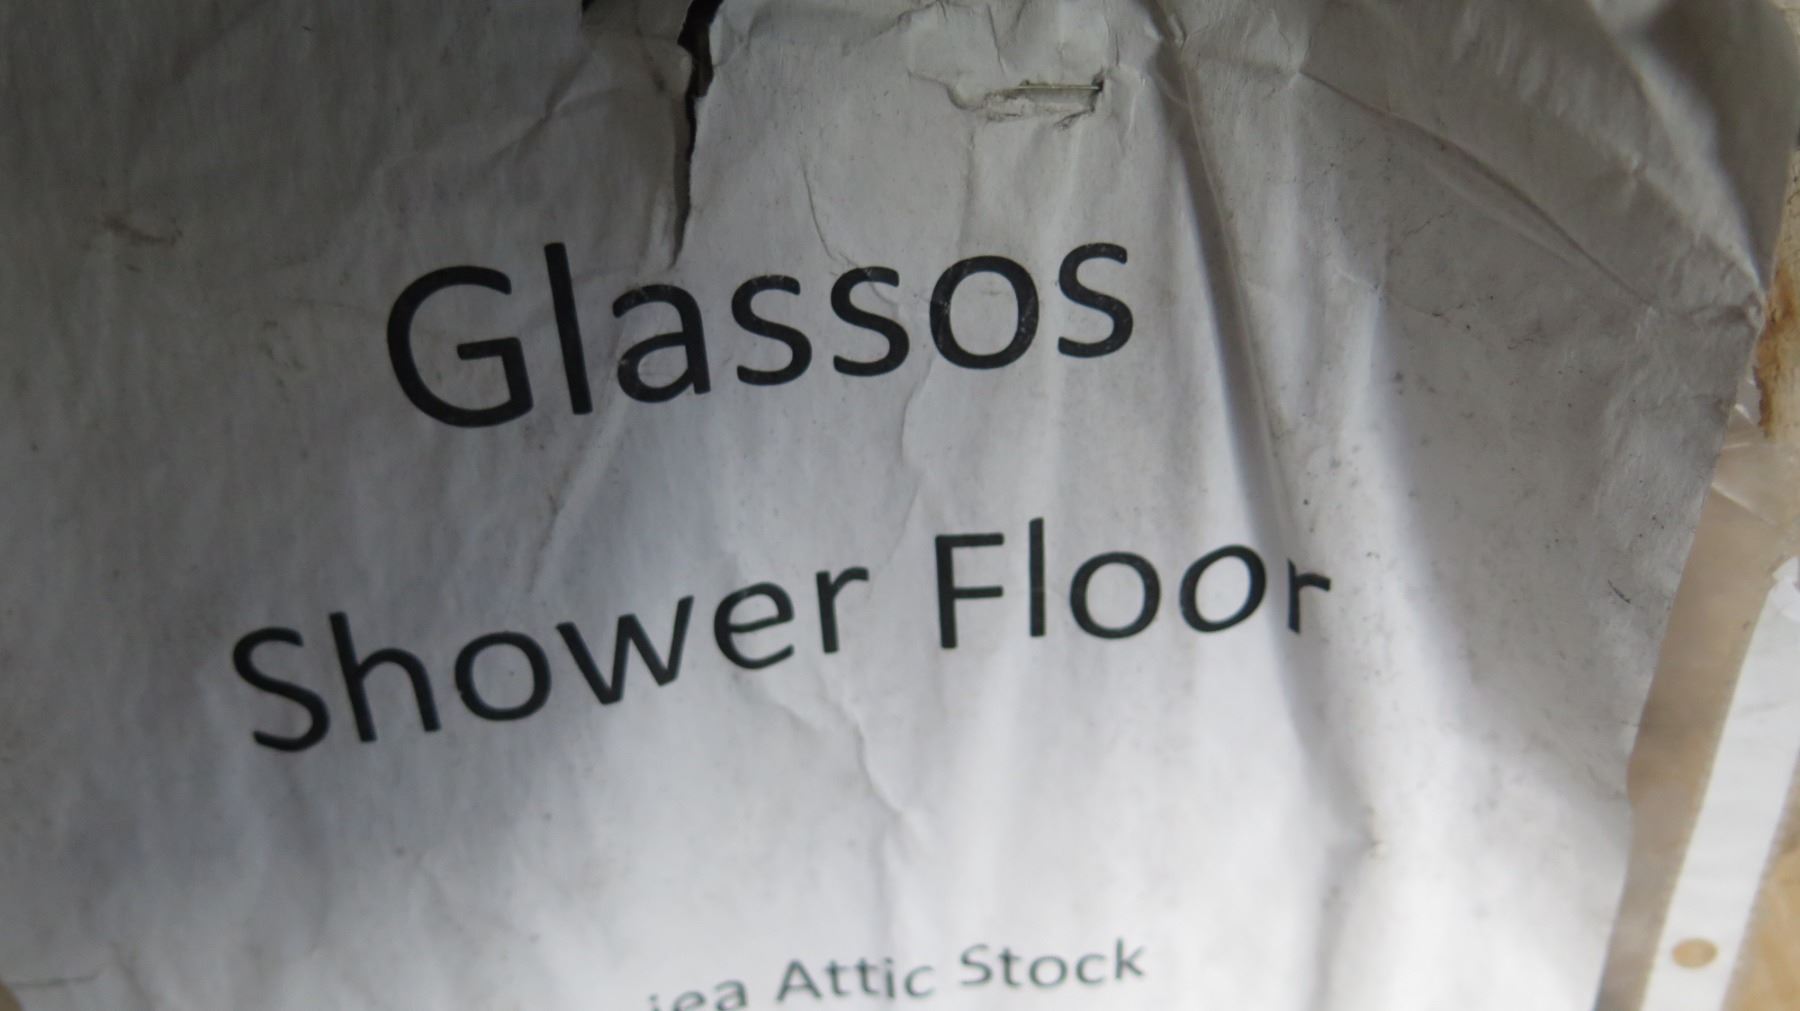 Glassos
Shower Floor
Attic Stock